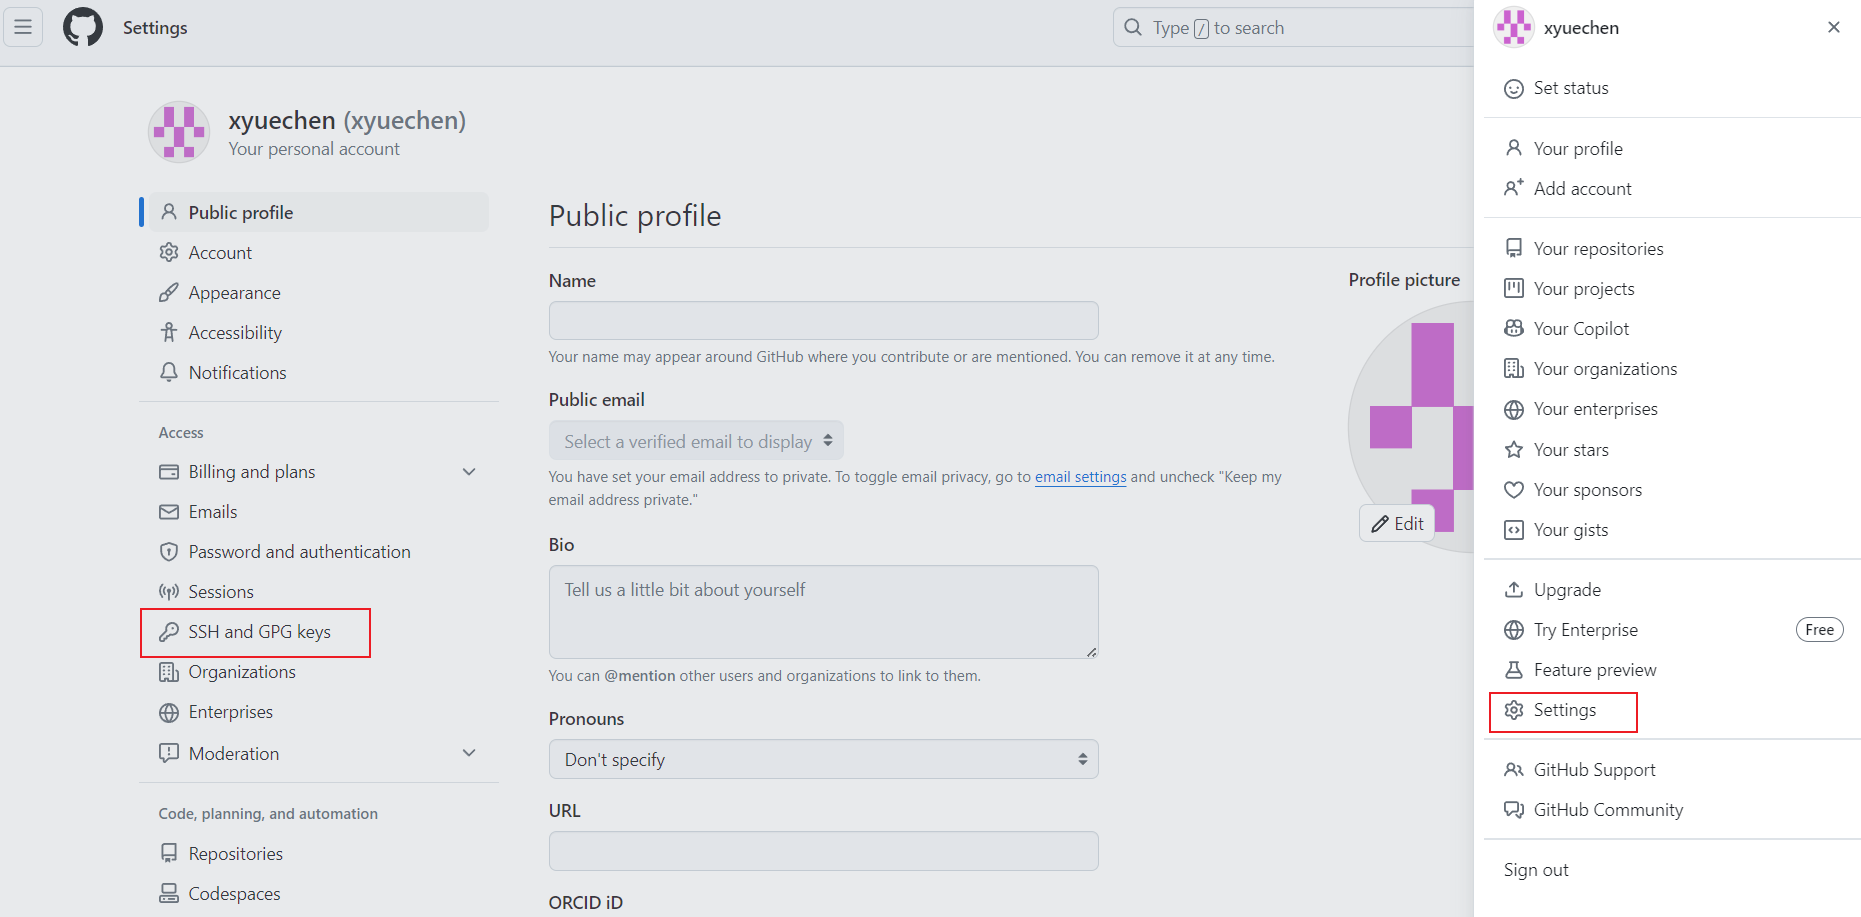 Settings
Type / to search
xyuechen (xyuechen)
Your personal account
Public profile
Account
Appearance
Accessibility
Notifications
Access
Billing and plans
Emails
Password and authentication
Sessions
SSH and GPG keys
Organizations
Enterprises
Moderation
Code, planning, and automation
Repositories
Codespaces
Public profile
Name
Your name may appear around GitHub where you contribute or are mentioned. You can remove it at any time.
Public email
Select a verified email to display
You have set your email address to private. To toggle email privacy, go to email settings and uncheck "Keep my
email address private."
Bio
Tell us a little bit about yourself
You can @mention other users and organizations to link to them.
Pronouns
Don't specify
URL
ORCID iD
Profile picture
Edit
xyuechen
Set status
Your profile
Add account
Your repositories
Your projects
Your Copilot
Your organizations
Your enterprises
Your stars
Your sponsors
Your gists
Upgrade
Try Enterprise Free
Feature preview
Settings
GitHub Support
GitHub Community
Sign out